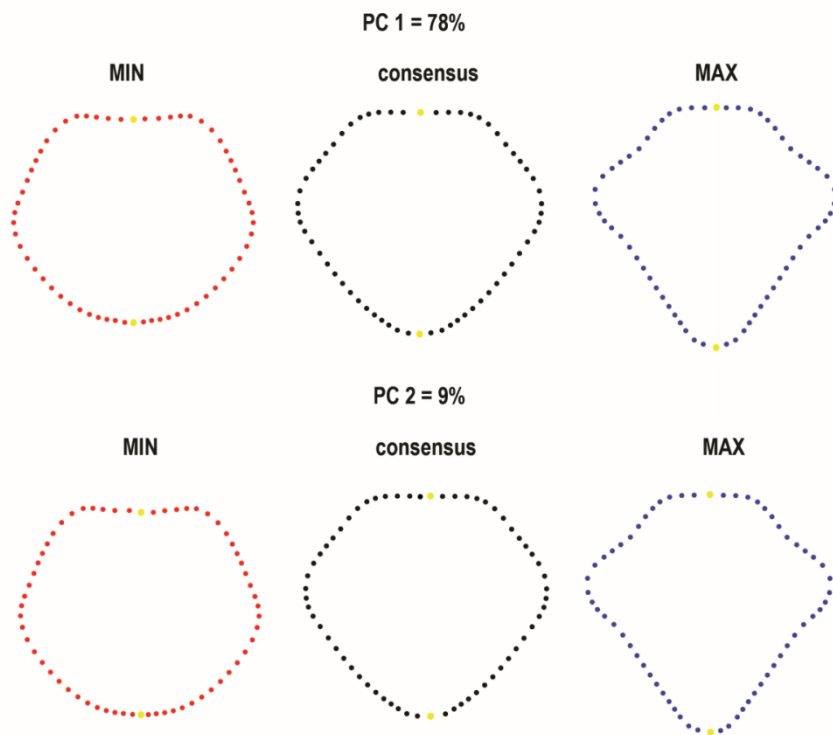 PC 1 = 78%
MIN
consensus
MAX
PC 2 = 9%
MIN
consensus
MAX